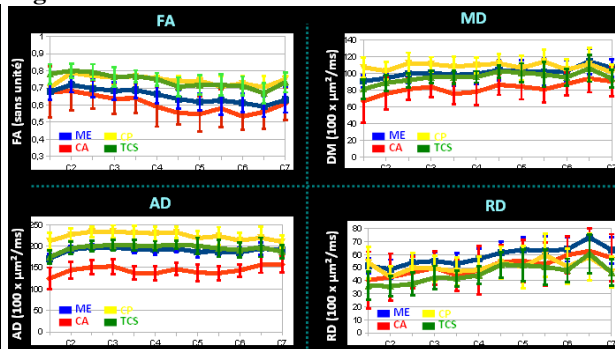 FA
MD
FA (sans unité)
1
0,9
0,8
0,7
0,6
0,5
0,4
0,3
ME
CP
CA
TCS
C2
C3
C4
C5
C6
C7
DM (100 x µm²/ms)
140
120
100
80
60
40
20
0
ME
CP
CA
TCS
C2
C3
C4
C5
C6
C7
AD
RD
AD (100 x µm²/ms)
250
200
150
100
50
0
ME
CP
CA
TCS
C2
C3
C4
C5
C6
C7
RD (100 x µm²/ms)
80
70
60
50
40
30
20
10
0
ME
CP
CA
TCS
C2
C3
C4
C5
C6